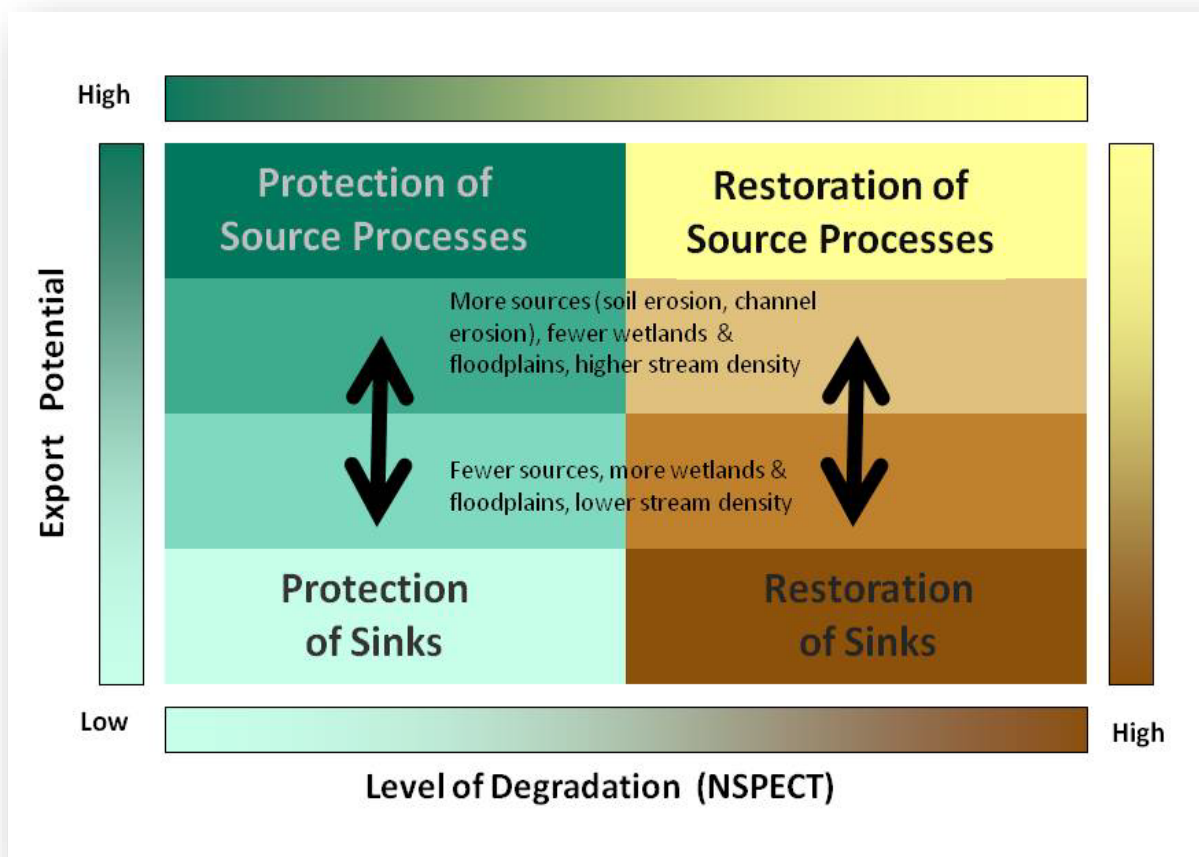 High
Protection of
Source Processes
Restoration of
Source Processes
More sources (soil erosion, channel
erosion), fewer wetlands &
floodplains, higher stream density
Export Potential
Fewer sources, more wetlands &
floodplains, lower stream density
Protection
of Sinks
Restoration
of Sinks
Low
High
Level of Degradation (NSPECT)